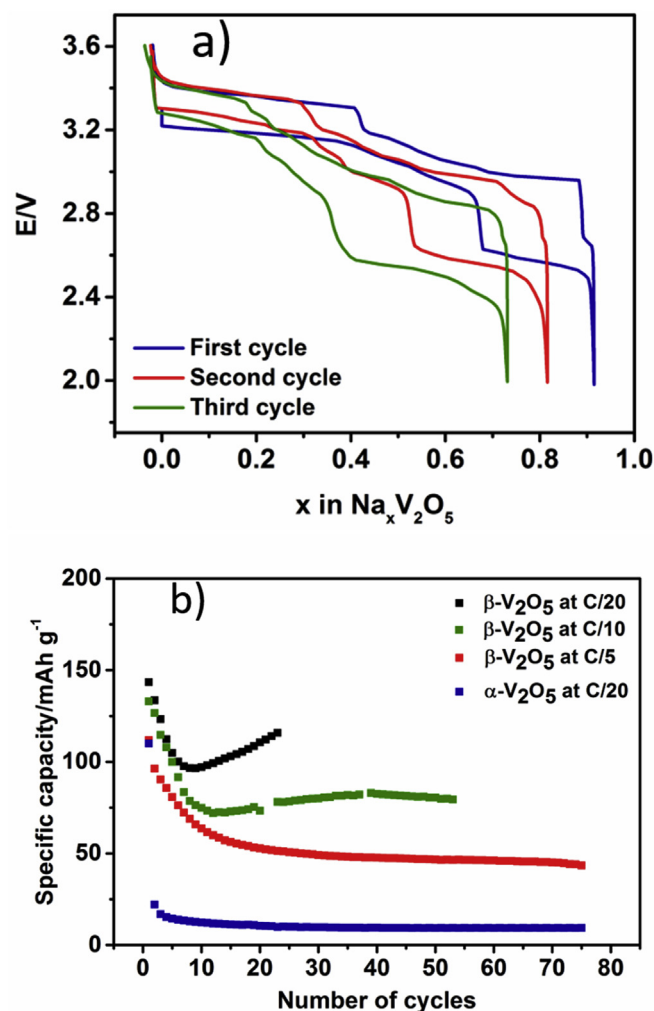 a)
3.6
3.2
2.8
2.4
2.0
E/V
First cycle
Second cycle
Third cycle
0.0 0.2 0.4 0.6 0.8 1.0
x in NaₓV₂O₅
b)
200
150
100
50
0
Specific capacity/mAh g⁻¹
β-V₂O₅ at C/20
β-V₂O₅ at C/10
β-V₂O₅ at C/5
α-V₂O₅ at C/20
0 10 20 30 40 50 60 70 80
Number of cycles